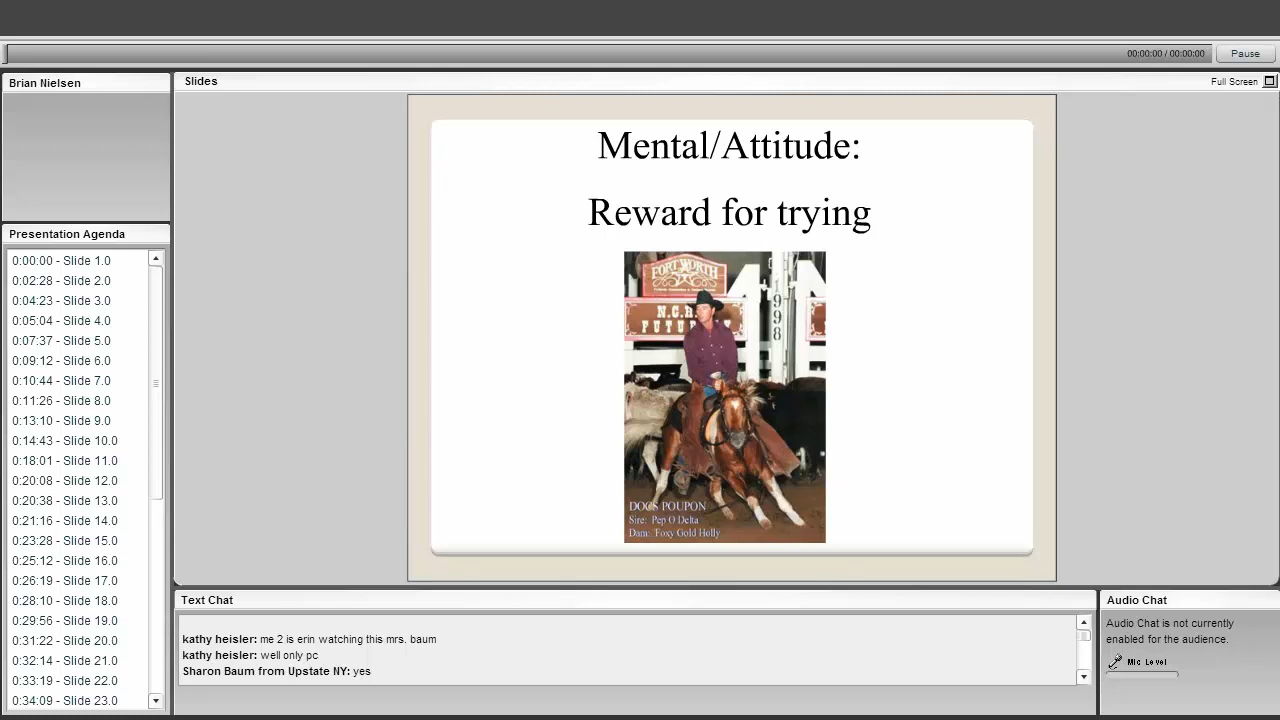 00:00:00 / 00:00:00
Pause
Brian Nielsen
Slides
Full Screen
Mental/Attitude:
Reward for trying
FORT WORTH
N.C.H.
FUTURI
1998
DOCS POUPON
Sire: Pep O Delta
Dam: Foxy Gold Holly
Presentation Agenda
0:00:00 - Slide 1.0
0:02:28 - Slide 2.0
0:04:23 - Slide 3.0
0:05:04 - Slide 4.0
0:07:37 - Slide 5.0
0:09:12 - Slide 6.0
0:10:44 - Slide 7.0
0:11:26 - Slide 8.0
0:13:10 - Slide 9.0
0:14:43 - Slide 10.0
0:18:01 - Slide 11.0
0:20:08 - Slide 12.0
0:20:38 - Slide 13.0
0:21:16 - Slide 14.0
0:23:28 - Slide 15.0
0:25:12 - Slide 16.0
0:26:19 - Slide 17.0
0:28:10 - Slide 18.0
0:29:56 - Slide 19.0
0:31:22 - Slide 20.0
0:32:14 - Slide 21.0
0:33:19 - Slide 22.0
0:34:09 - Slide 23.0
Text Chat
kathy heisler: me 2 is erin watching this mrs. baum
kathy heisler: well only pc
Sharon Baum from Upstate NY: yes
Audio Chat
Audio Chat is not currently
enabled for the audience.
Mic Level